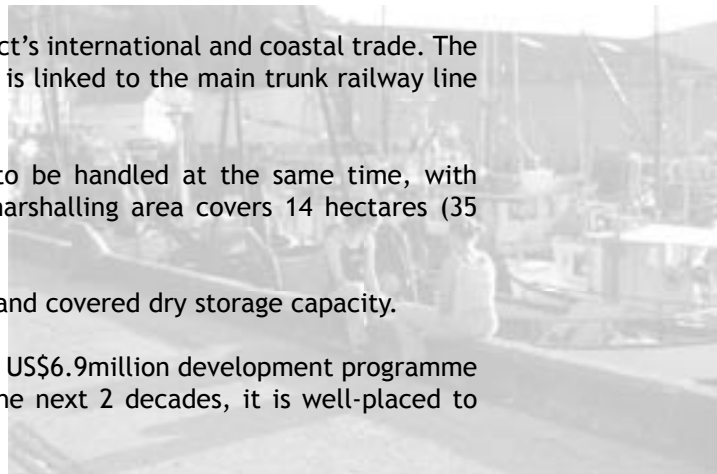 ct’s international and coastal trade. The
is linked to the main trunk railway line
to be handled at the same time, with
marshalling area covers 14 hectares (35
and covered dry storage capacity.
US$6.9million development programme
he next 2 decades, it is well-placed to